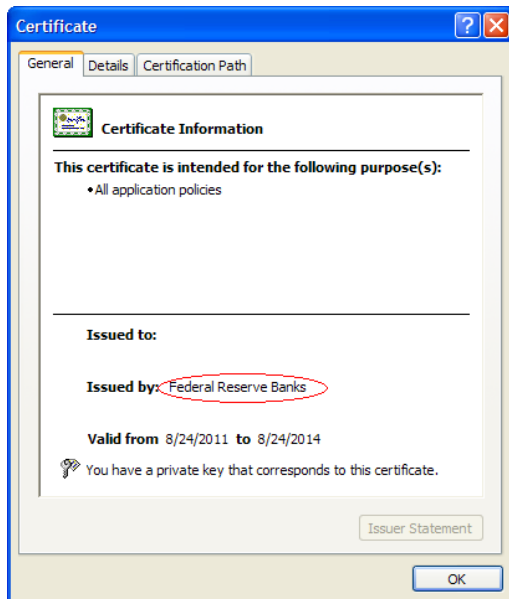 Certificate
General Details Certification Path
Certificate Information
This certificate is intended for the following purpose(s):
•All application policies
Issued to:
Issued by: Federal Reserve Banks
Valid from 8/24/2011 to 8/24/2014
You have a private key that corresponds to this certificate.
Issuer Statement
OK